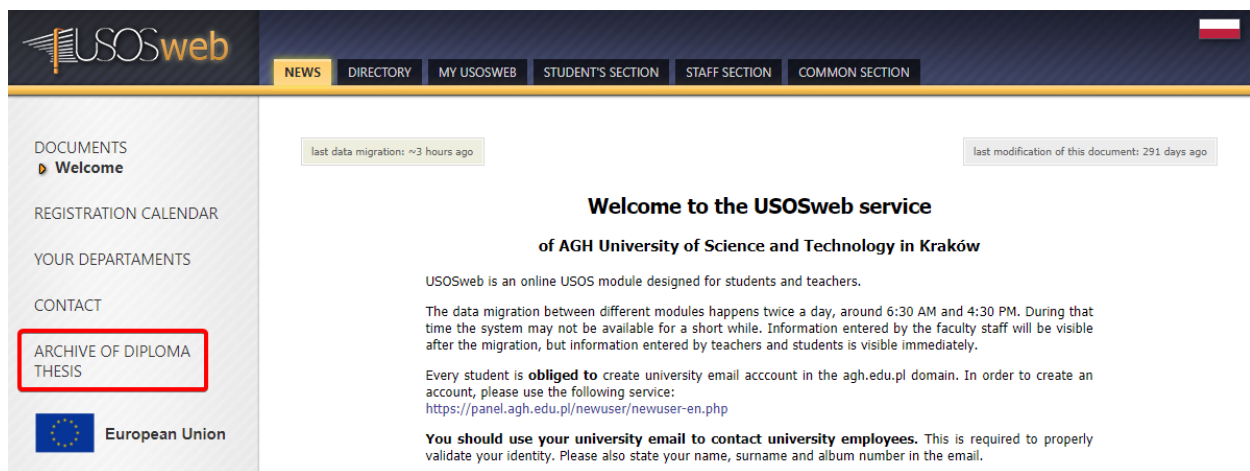 USOSweb
NEWS DIRECTORY MY USOSWEB STUDENT'S SECTION STAFF SECTION COMMON SECTION
DOCUMENTS
Welcome
REGISTRATION CALENDAR
YOUR DEPARTAMENTS
CONTACT
ARCHIVE OF DIPLOMA
THESIS
European Union
last data migration: ~3 hours ago
last modification of this document: 291 days ago
Welcome to the USOSweb service
of AGH University of Science and Technology in Kraków
USOSweb is an online USOS module designed for students and teachers.
The data migration between different modules happens twice a day, around 6:30 AM and 4:30 PM. During that
time the system may not be available for a short while. Information entered by the faculty staff will be visible
after the migration, but information entered by teachers and students is visible immediately.
Every student is obliged to create university email acccount in the agh.edu.pl domain. In order to create an
account, please use the following service:
https://panel.agh.edu.pl/newuser/newuser-en.php
You should use your university email to contact university employees. This is required to properly
validate your identity. Please also state your name, surname and album number in the email.